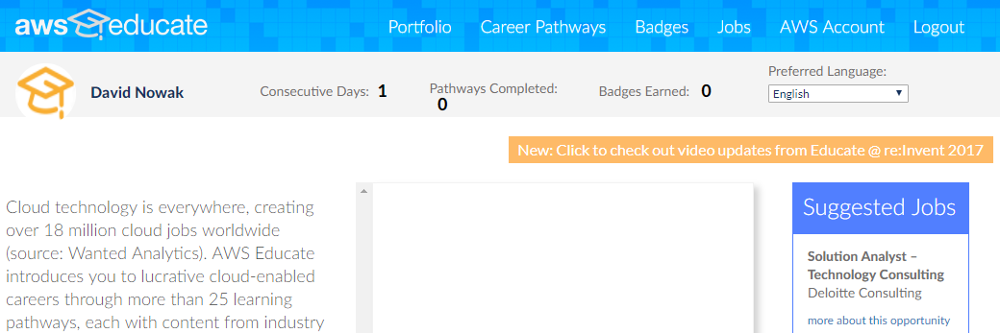 aws educate
Portfolio Career Pathways Badges Jobs AWS Account Logout
David Nowak
Consecutive Days: 1
Pathways Completed:
0
Badges Earned: 0
Preferred Language:
English
New: Click to check out video updates from Educate @ re:Invent 2017
Cloud technology is everywhere, creating
over 18 million cloud jobs worldwide
(source: Wanted Analytics). AWS Educate
introduces you to lucrative cloud-enabled
careers through more than 25 learning
pathways, each with content from industry
Suggested Jobs
Solution Analyst –
Technology Consulting
Deloitte Consulting
more about this opportunity